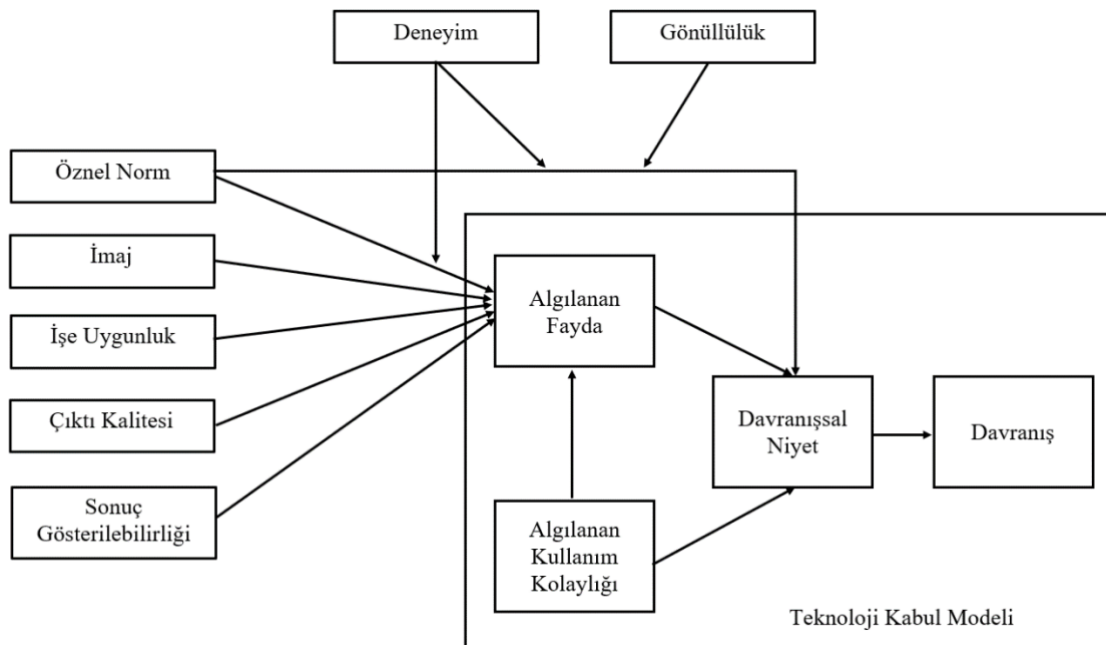 Deneyim
Gönüllülük
Öznel Norm
İmaj
İşe Uygunluk
Çıktı Kalitesi
Sonuç
Gösterilebilirliği
Algılanan
Fayda
Davranışsal
Niyet
Davranış
Algılanan
Kullanım
Kolaylığı
Teknoloji Kabul Modeli